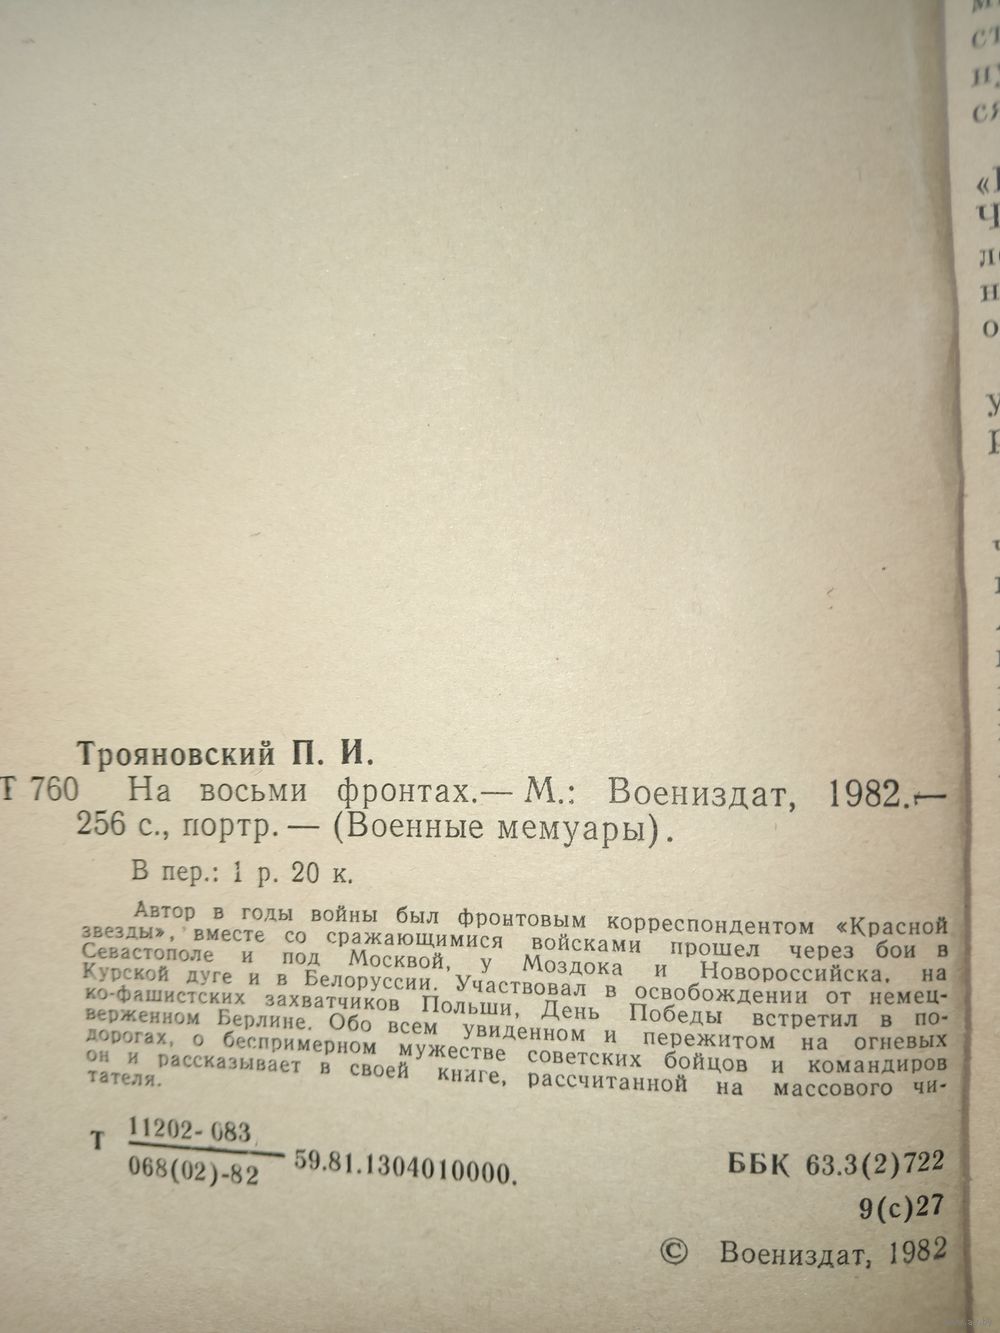 Трояновский П. И.
Т 760 На восьми фронтах.— М.: Воениздат, 1982.—
256 с., портр. — (Военные мемуары).
В пер.: 1 р. 20 к.
Автор в годы войны был фронтовым корреспондентом «Красной
звезды», вместе со сражающимися войсками прошел через бои в
Севастополе и под Москвой, у Моздока и Новороссийска, на
Курской дуге и в Белоруссии. Участвовал в освобождении от немец-
ко-фашистских захватчиков Польши, День Победы встретил в по-
верженном Берлине. Обо всем увиденном и пережитом на огневых
дорогах, о беспримерном мужестве советских бойцов и командиров
он и рассказывает в своей книге, рассчитанной на массового чи-
тателя.
Т 11202-083
068(02)-82 59.81.1304010000.
ББК 63.3(2)722
9(с)27
© Воениздат, 1982